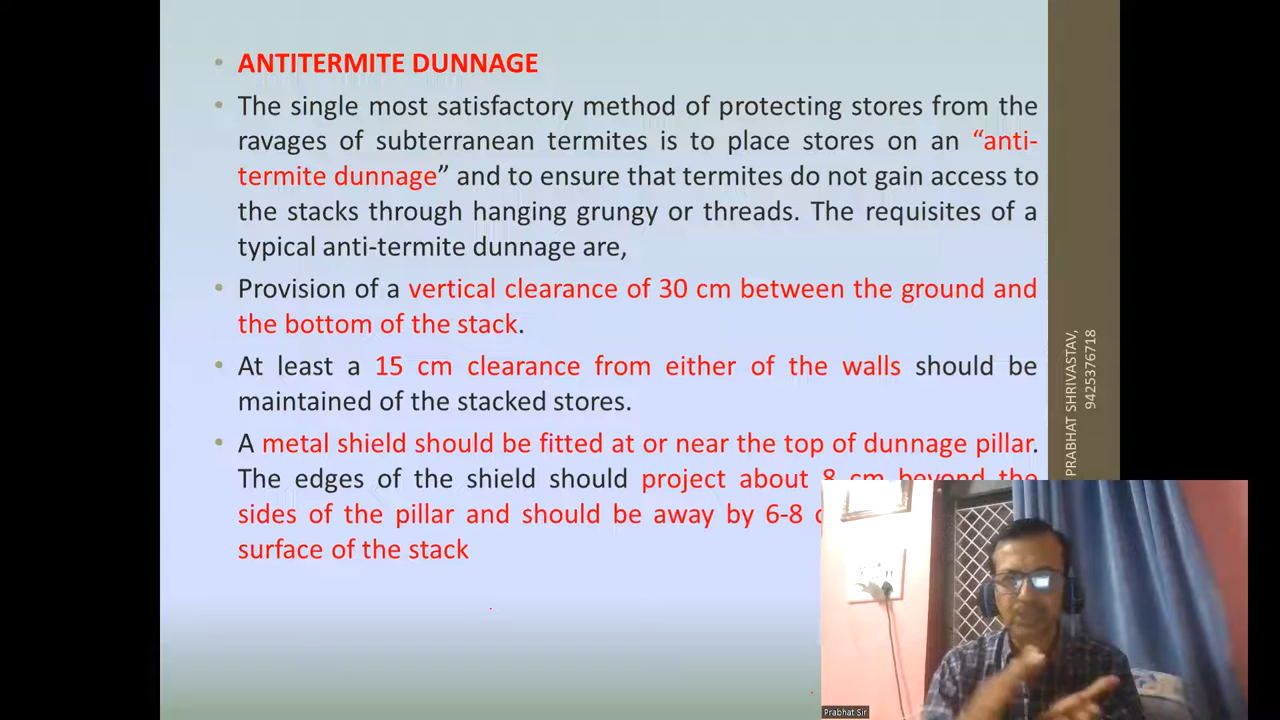 ANTITERMITE DUNNAGE
The single most satisfactory method of protecting stores from the
ravages of subterranean termites is to place stores on an “anti-
termite dunnage” and to ensure that termites do not gain access to
the stacks through hanging grungy or threads. The requisites of a
typical anti-termite dunnage are,
Provision of a vertical clearance of 30 cm between the ground and
the bottom of the stack.
At least a 15 cm clearance from either of the walls should be
maintained of the stacked stores.
A metal shield should be fitted at or near the top of dunnage pillar.
The edges of the shield should project about 8 cm beyond the
sides of the pillar and should be away by 6-8
surface of the stack
PRABHAT SHRIVASTAV,
9425376718
Prabhat Sir